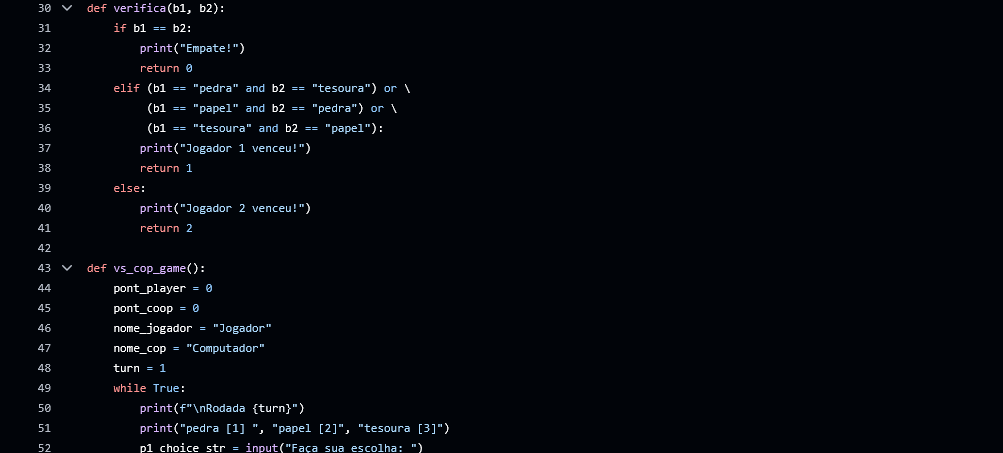 30 def verifica(b1, b2):
31 if b1 == b2:
32 print("Empate!")
33 return 0
34 elif (b1 == "pedra" and b2 == "tesoura") or \
35 (b1 == "papel" and b2 == "pedra") or \
36 (b1 == "tesoura" and b2 == "papel"):
37 print("Jogador 1 venceu!")
38 return 1
39 else:
40 print("Jogador 2 venceu!")
41 return 2
42
43 def vs_cop_game():
44 pont_player = 0
45 pont_coop = 0
46 nome_jogador = "Jogador"
47 nome_cop = "Computador"
48 turn = 1
49 while True:
50 print(f"\nRodada {turn}")
51 print("pedra [1] ", "papel [2]", "tesoura [3]")
52 p1_choice_str = input("Faça sua escolha: ")